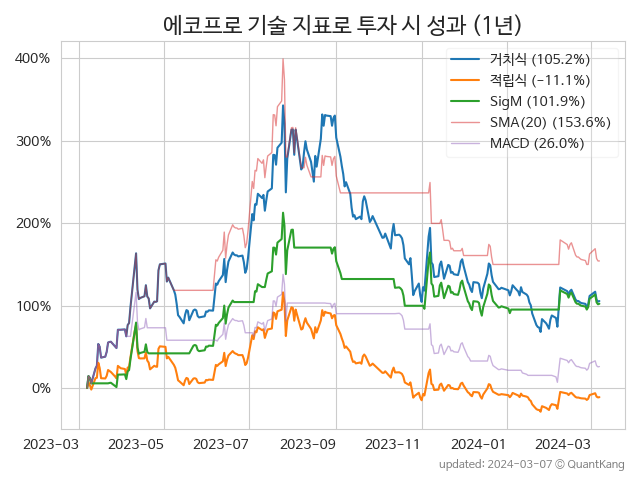 에코프로 기술 지표로 투자 시 성과 (1년)
거치식 (105.2%)
적립식 (-11.1%)
SigM (101.9%)
SMA(20) (153.6%)
MACD (26.0%)
400%
300%
200%
100%
0%
2023-03 2023-05 2023-07 2023-09 2023-11 2024-01 2024-03
updated: 2024-03-07 © QuantKang